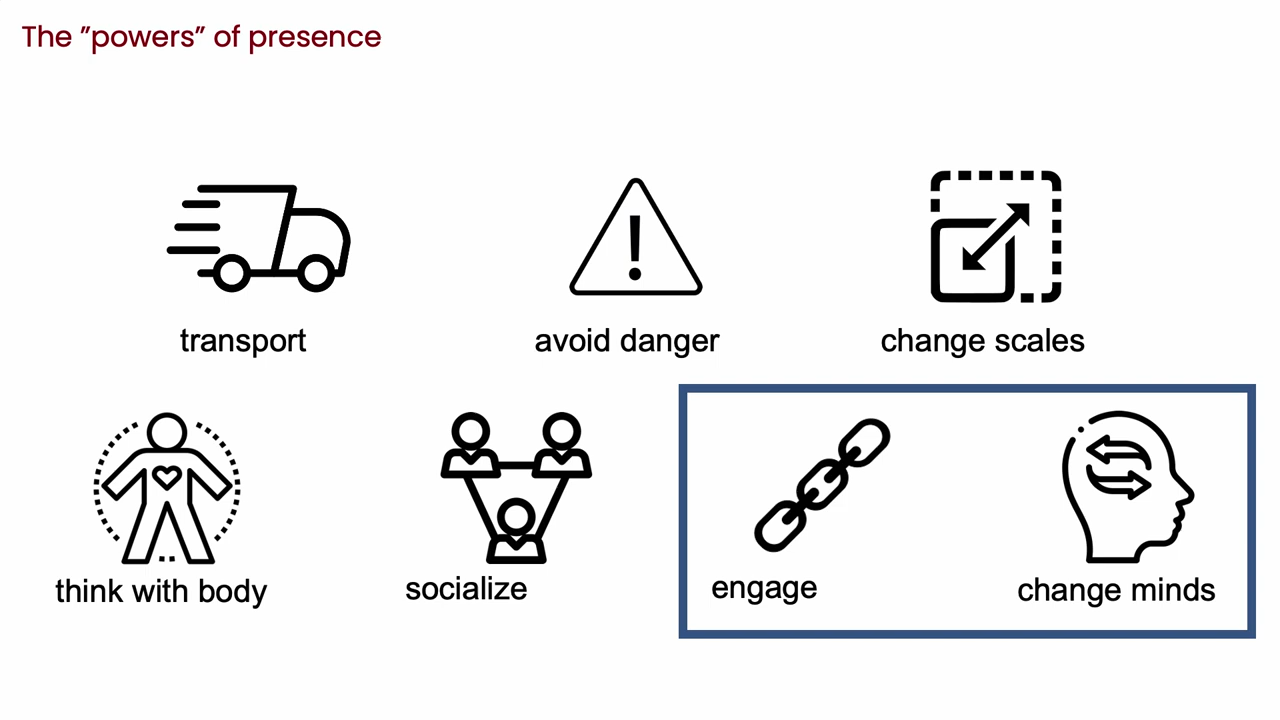 The ”powers” of presence
transport
avoid danger
change scales
think with body
socialize
engage
change minds